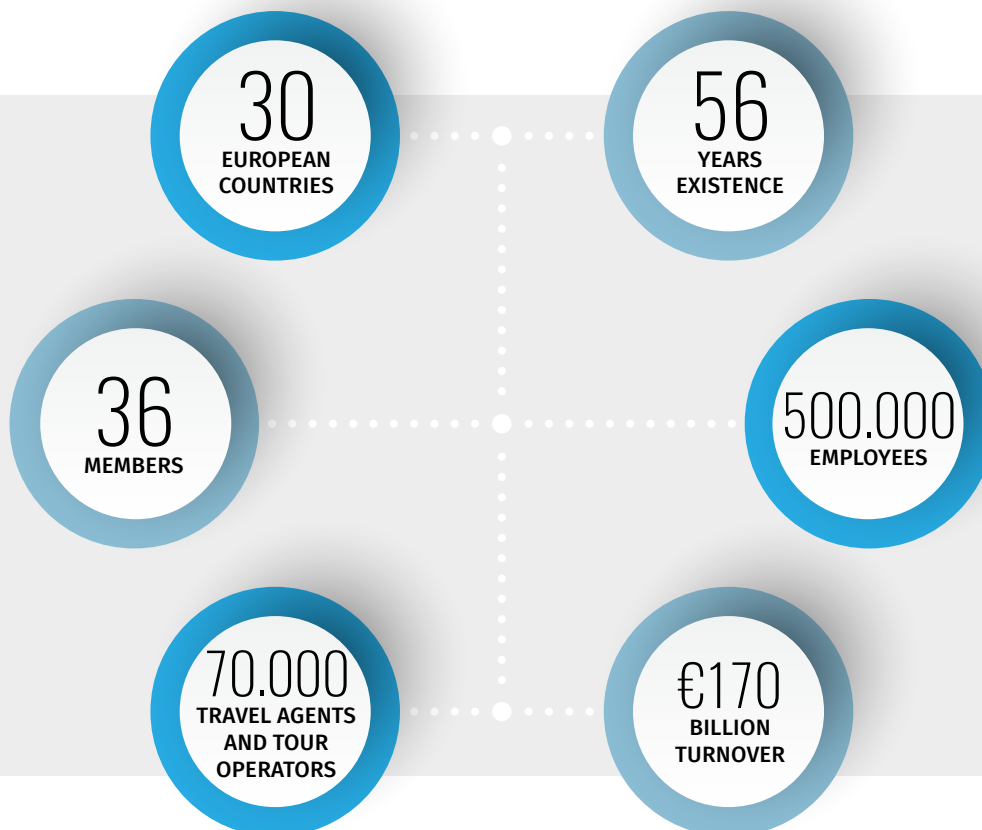 30
EUROPEAN
COUNTRIES
56
YEARS
EXISTENCE
36
MEMBERS
500.000
EMPLOYEES
70.000
TRAVEL AGENTS
AND TOUR
OPERATORS
€170
BILLION
TURNOVER